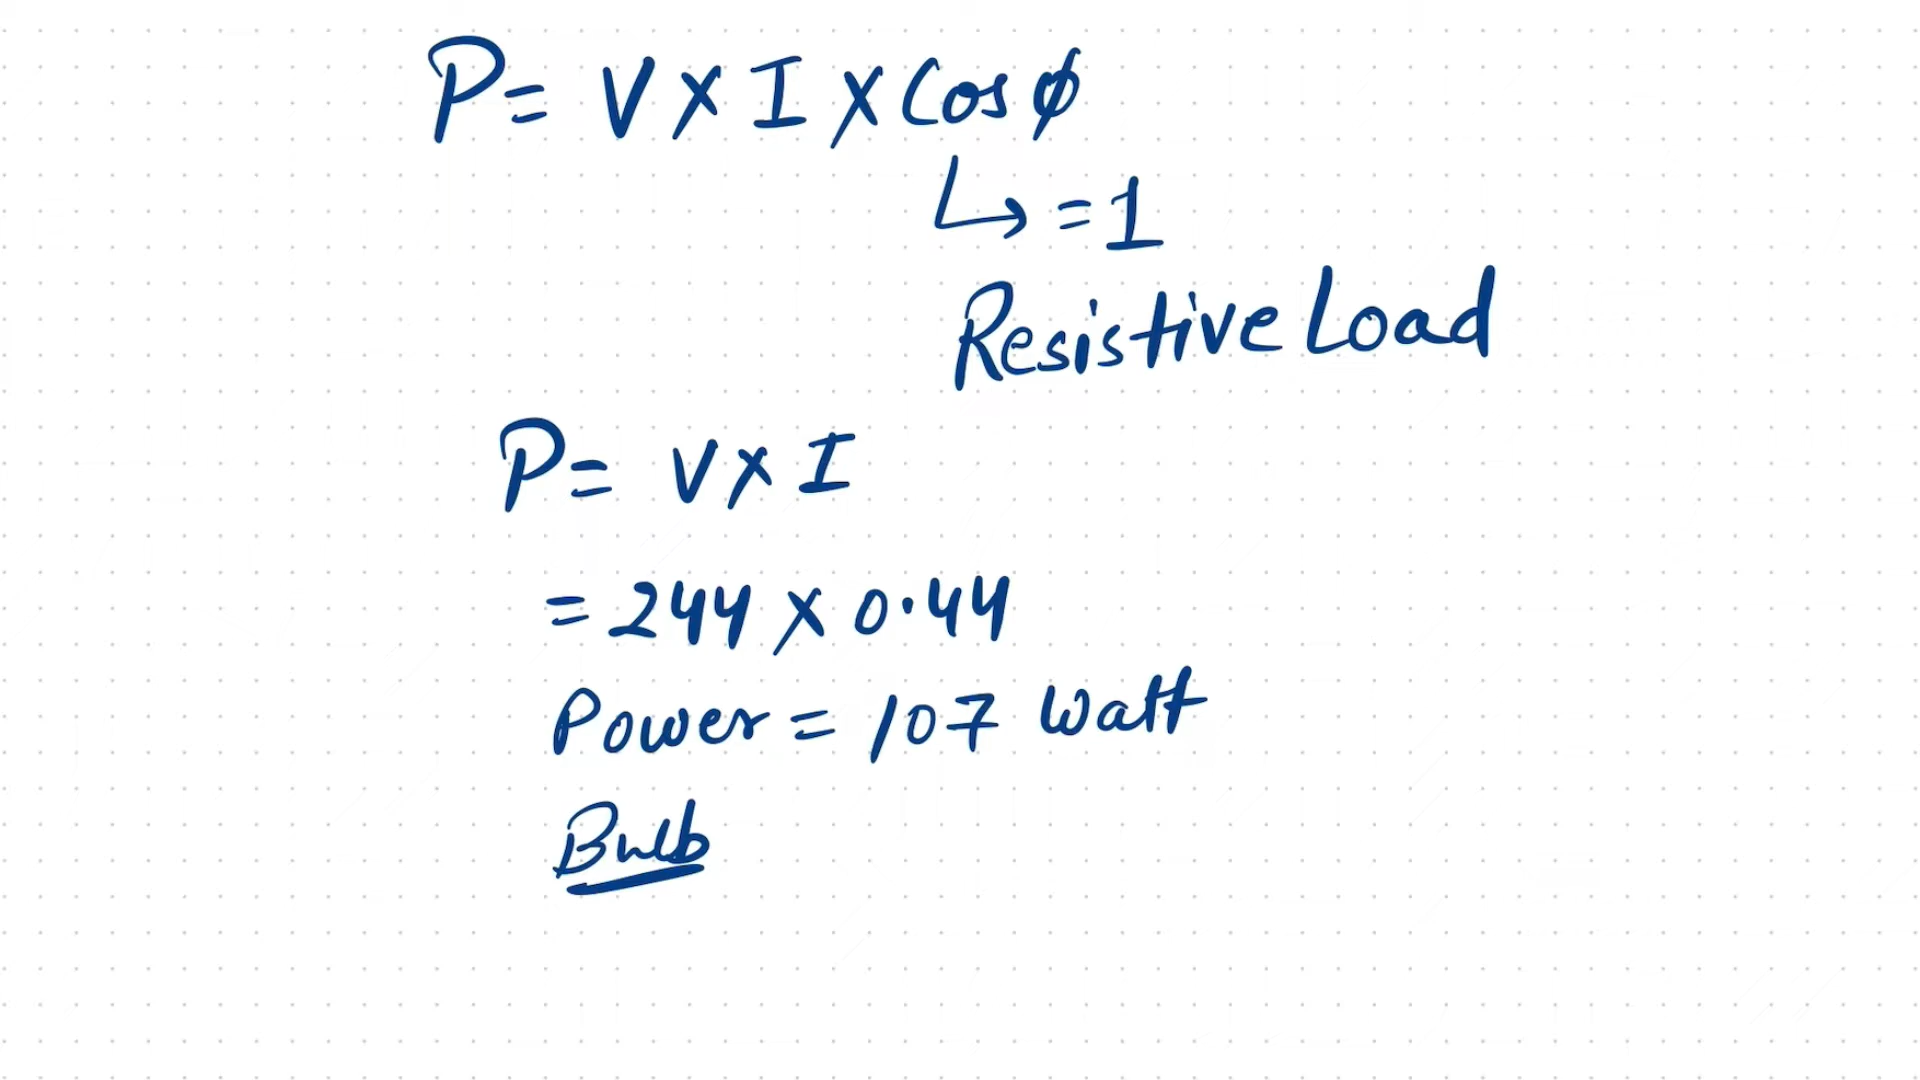 P= V X I X Cos ϕ
↳ = 1
Resistive Load
P= V X I
= 244 X 0.44
Power = 107 Watt
Bulb